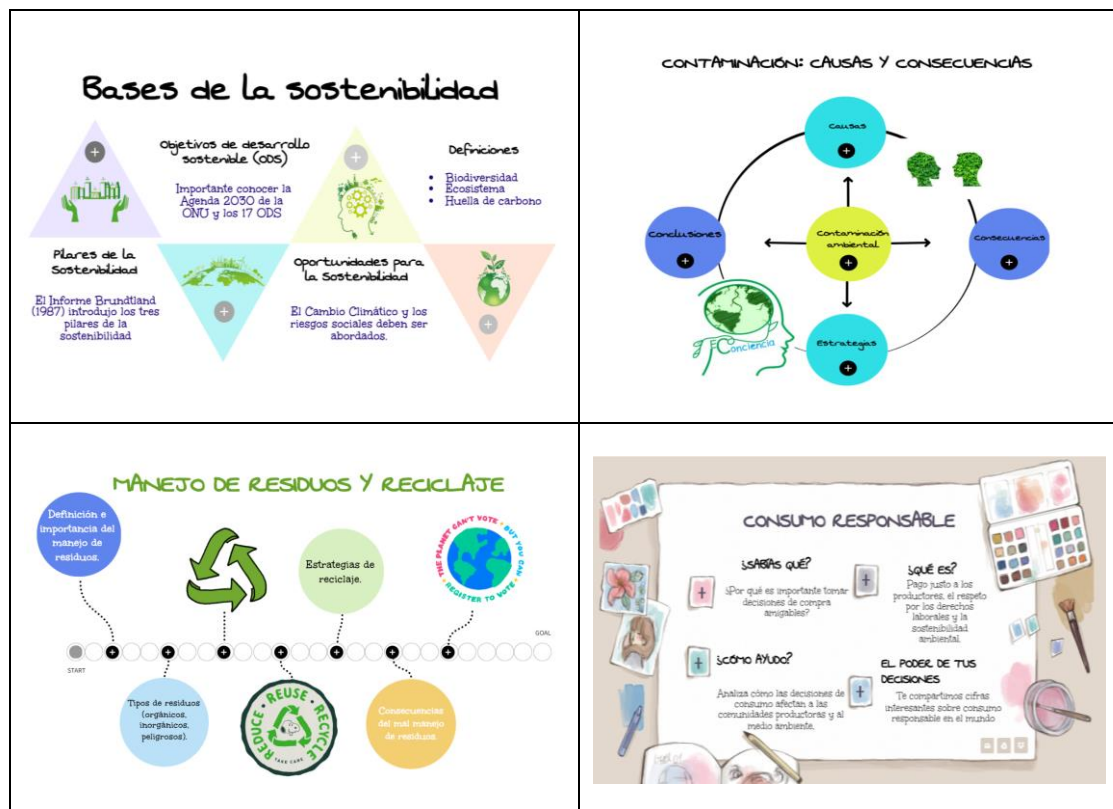 Bases de la sostenibilidad
Objetivos de desarrollo
sostenible (ODS)
Importante conocer la
Agenda 2030 de la
ONU y los 17 ODS
Definiciones
Biodiversidad
Ecosistema
Huella de carbono
Pilares de la
Sostenibilidad
El Informe Brundtland
(1987) introdujo los tres
pilares de la
sostenibilidad
Oportunidades para
la Sostenibilidad
El Cambio Climático y los
riesgos sociales deben ser
abordados.
CONTAMINACIÓN: CAUSAS Y CONSECUENCIAS
Causas
Conclusiones
Contaminación
ambiental
Consecuencias
Estrategias
Conciencia
MANEJO DE RESIDUOS Y RECICLAJE
Definición e
importancia del
manejo de
residuos.
Estrategias de
reciclaje.
THE PLANET CAN'T VOTE • BUT YOU CAN • REGISTER TO VOTE •
GOAL
START
Tipos de residuos
(orgánicos,
inorgánicos,
peligrosos).
REDUCE • REUSE • RECYCLE
TAKE CARE
Consecuencias
del mal manejo
de residuos.
CONSUMO RESPONSABLE
¿SABÍAS QUÉ?
¿Por qué es importante tomar
decisiones de compra
amigables?
¿QUÉ ES?
Pago justo a los
productores, el respeto
por los derechos
laborales y la
sostenibilidad
ambiental.
¿CÓMO AYUDO?
Analiza cómo las decisiones de
consumo afectan a las
comunidades productoras y al
medio ambiente.
EL PODER DE TUS
DECISIONES
Te compartimos cifras
interesantes sobre consumo
responsable en el mundo